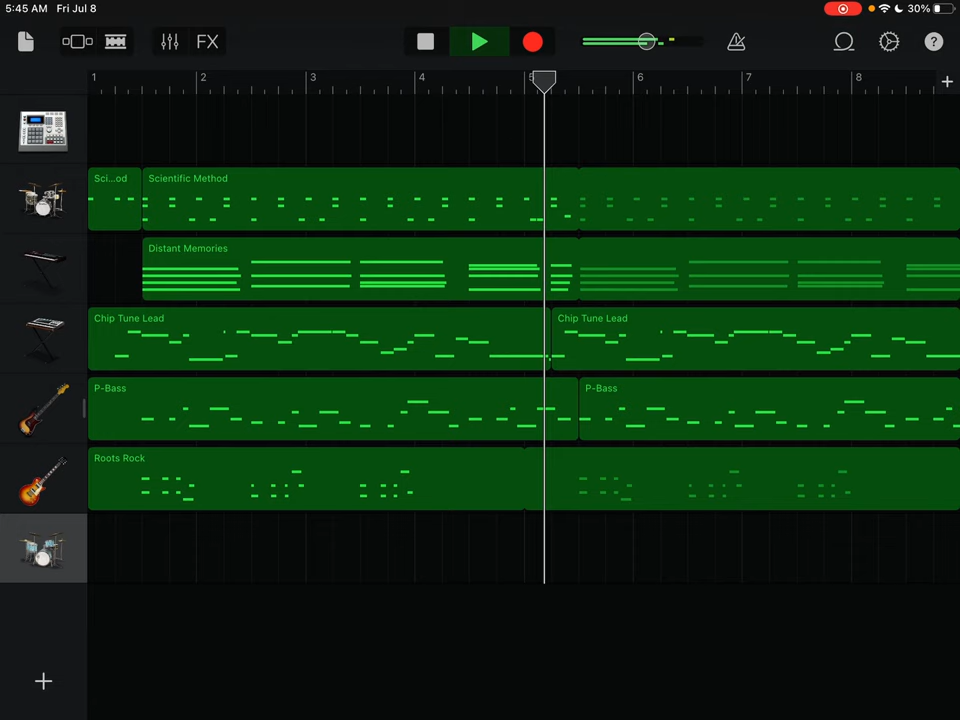 5:45 AM Fri Jul 8
30%
FX
?
1 2 3 4 5 6 7 8
+
Sci...od Scientific Method
Distant Memories
Chip Tune Lead Chip Tune Lead
P-Bass P-Bass
Roots Rock
+